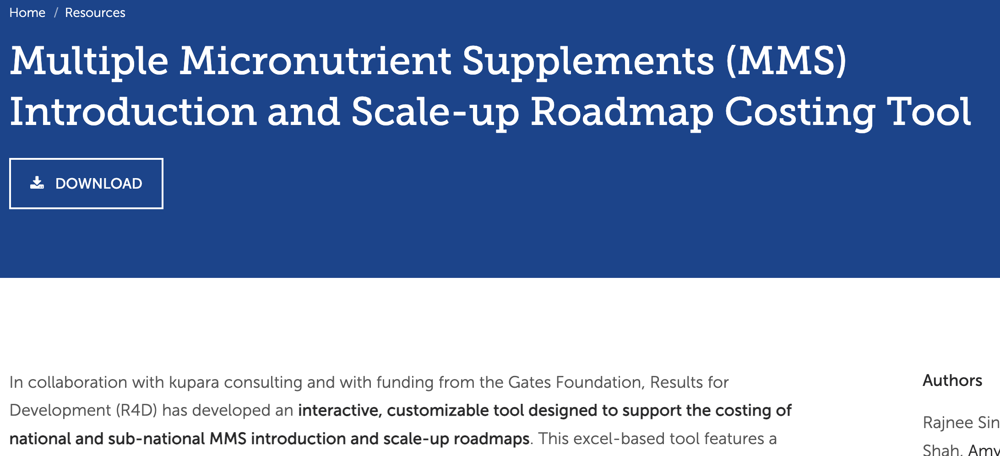 Home / Resources
Multiple Micronutrient Supplements (MMS)
Introduction and Scale-up Roadmap Costing Tool
DOWNLOAD
In collaboration with kupara consulting and with funding from the Gates Foundation, Results for
Development (R4D) has developed an interactive, customizable tool designed to support the costing of
national and sub-national MMS introduction and scale-up roadmaps. This excel-based tool features a
Authors
Rajnee Sin
Shah, Amy